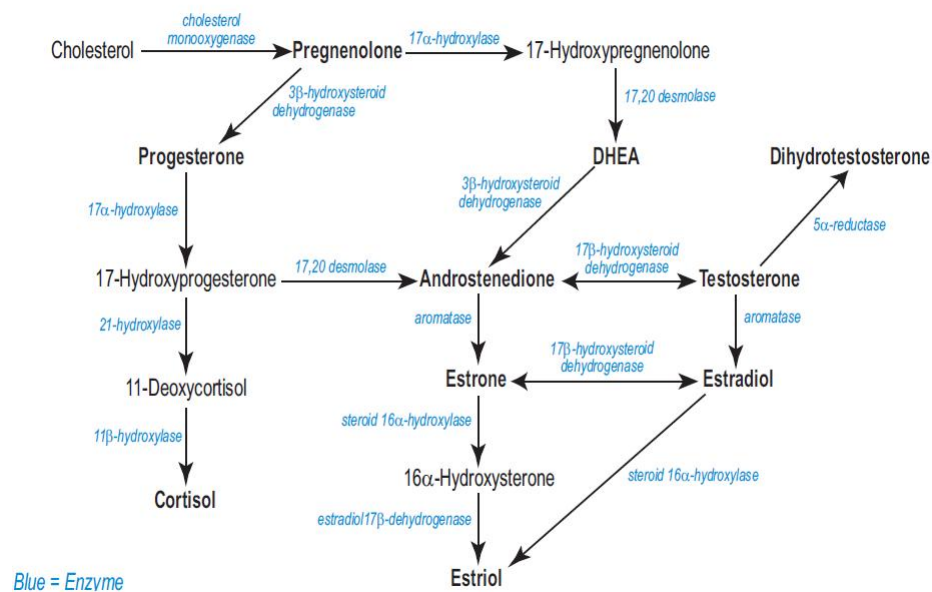 cholesterol
monooxygenase
Cholesterol
Pregnenolone
17α-hydroxylase
17-Hydroxypregnenolone
3β-hydroxysteroid
dehydrogenase
17,20 desmolase
Progesterone
DHEA
Dihydrotestosterone
3β-hydroxysteroid
dehydrogenase
17α-hydroxylase
5α-reductase
17-Hydroxyprogesterone
17,20 desmolase
Androstenedione
17β-hydroxysteroid
dehydrogenase
Testosterone
21-hydroxylase
aromatase
aromatase
11-Deoxycortisol
Estrone
17β-hydroxysteroid
dehydrogenase
Estradiol
11β-hydroxylase
steroid 16α-hydroxylase
Cortisol
16α-Hydroxysterone
steroid 16α-hydroxylase
estradiol17β-dehydrogenase
Estriol
Blue = Enzyme